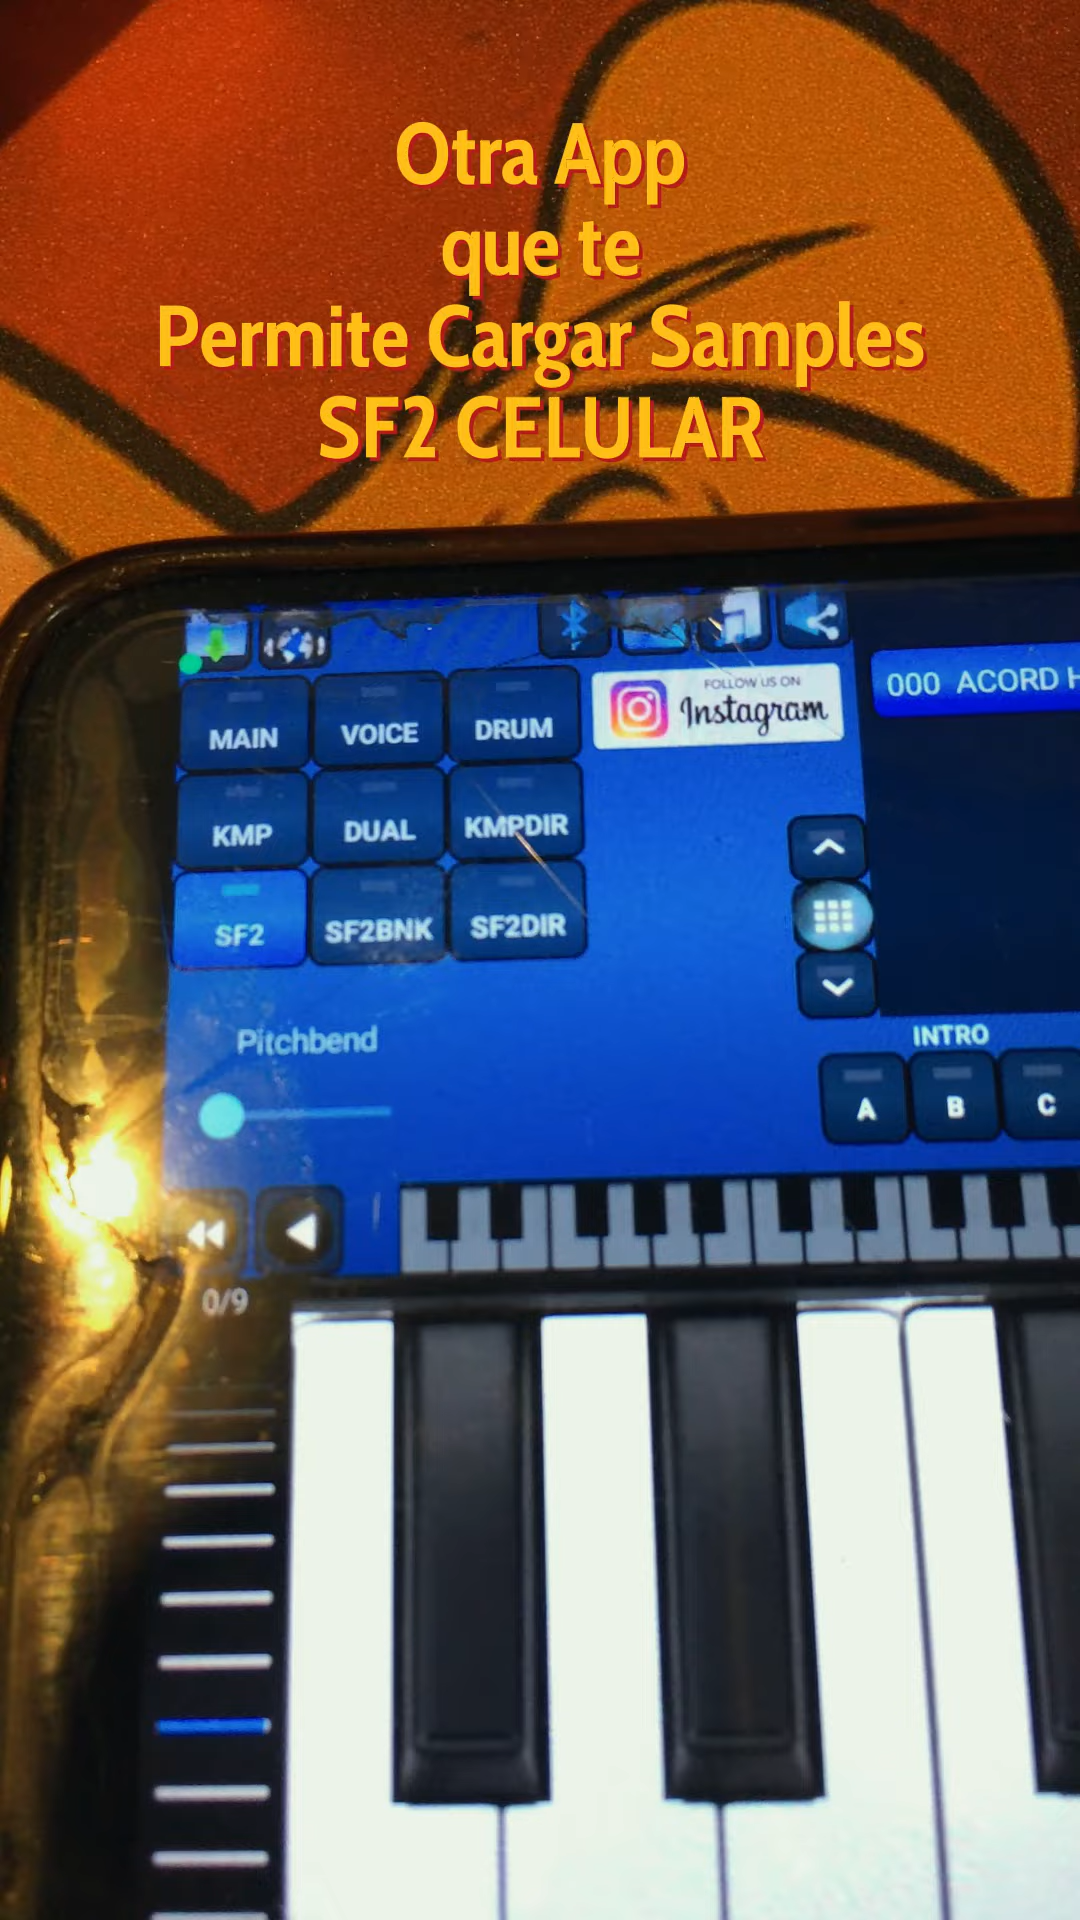 Otra App
que te
Permite Cargar Samples
SF2 CELULAR
FOLLOW US ON
Instagram
000 ACORD
MAIN
VOICE
DRUM
KMP
DUAL
KMPDIR
SF2
SF2BNK
SF2DIR
Pitchbend
INTRO
A
B
C
0/9